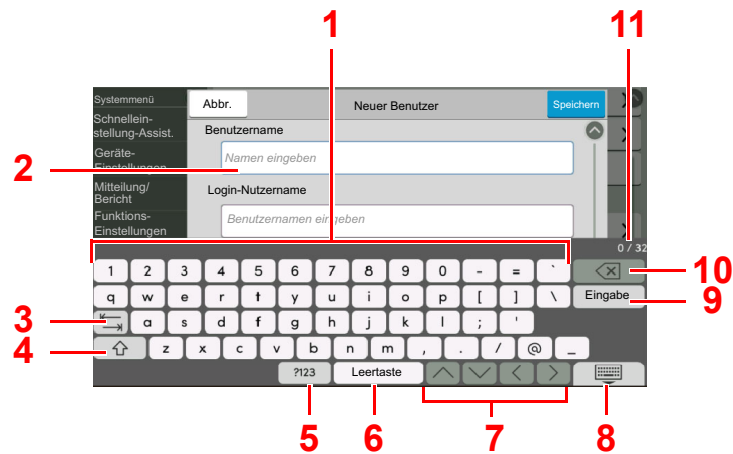 1
11
Systemmenü
Abbr.
Neuer Benutzer
Speichern
Schnellein-
stellung-Assist.
Benutzername
Geräte-
Einstellungen
Namen eingeben
2
Mitteilung/
Bericht
Login-Nutzername
Funktions-
Einstellungen
Benutzernamen eingeben
0 / 32
1 2 3 4 5 6 7 8 9 0 - = `
10
q w e r t y u i o p [ ] \ Eingabe
9
3
a s d f g h j k l ; '
4
z x c v b n m , . / @ _
?123 Leertaste
5 6 7 8